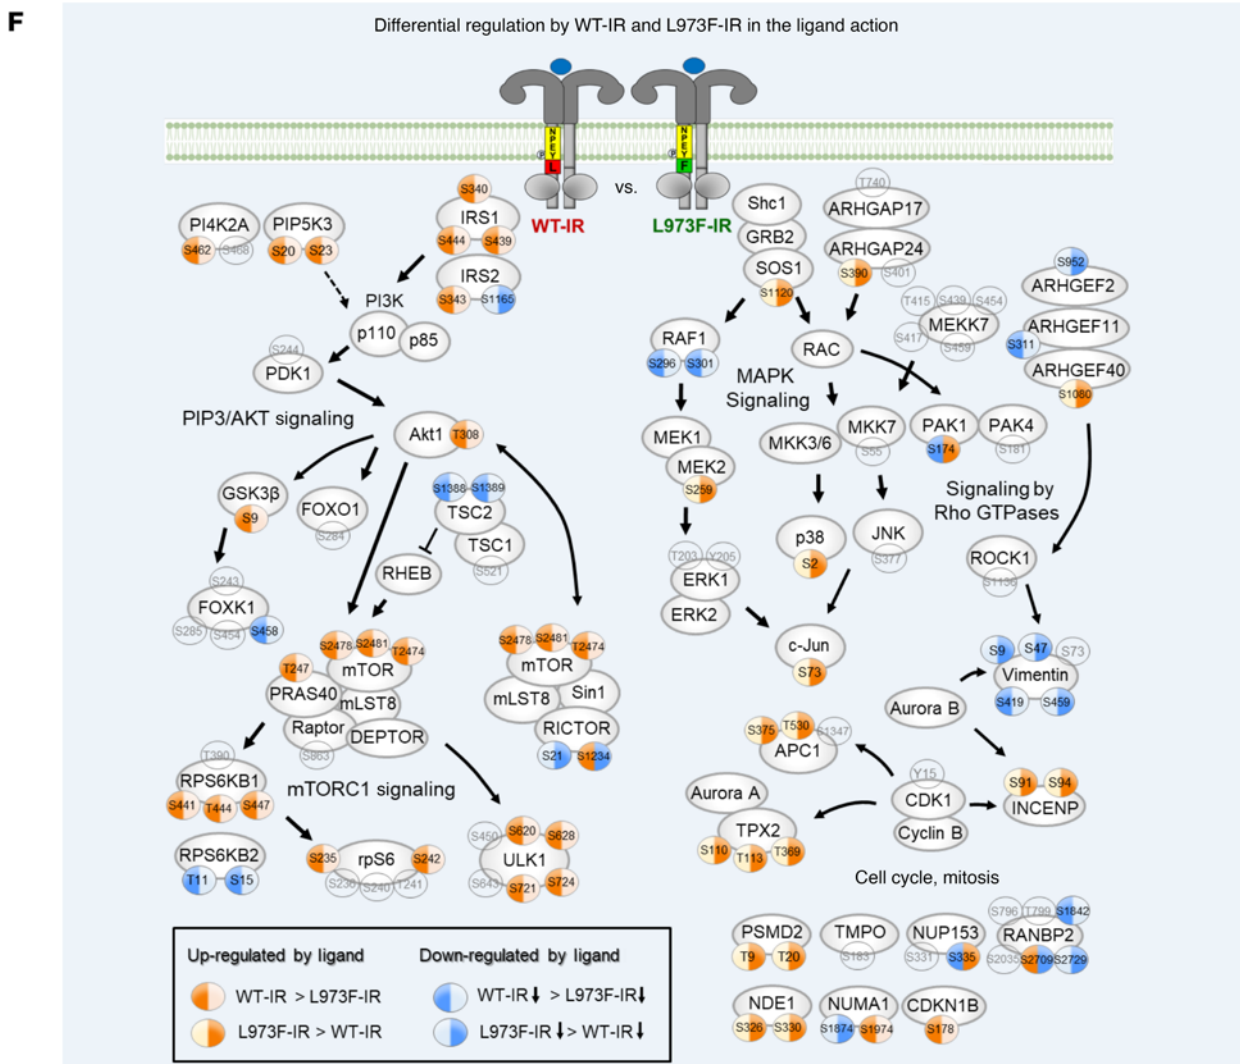 F
Differential regulation by WT-IR and L973F-IR in the ligand action
N
P
E
Y
L
P
N
P
E
Y
F
P
vs.
WT-IR
L973F-IR
PI4K2A
S462
S468
PIP5K3
S20
S23
S340
IRS1
S444
S439
IRS2
S343
S1165
PI3K
p110
p85
S244
PDK1
PIP3/AKT signaling
Akt1
T308
GSK3β
S9
FOXO1
S284
S1388
S1389
TSC2
TSC1
S521
RHEB
S243
FOXK1
S285
S454
S458
S2478
S2481
T2474
mTOR
T247
PRAS40
mLST8
Raptor
DEPTOR
S863
S2478
S2481
T2474
mTOR
mLST8
Sin1
RICTOR
S21
S1234
T390
RPS6KB1
S441
T444
S447
mTORC1 signaling
RPS6KB2
T11
S15
S235
rpS6
S242
S236
S240
T241
S450
S620
S628
ULK1
S643
S721
S724
Shc1
GRB2
SOS1
S1120
T740
ARHGAP17
ARHGAP24
S390
S401
RAF1
S296
S301
RAC
T415
S439
S454
MEKK7
S417
S459
S952
ARHGEF2
ARHGEF11
S311
ARHGEF40
S1080
MAPK
Signaling
MEK1
MEK2
S259
MKK3/6
MKK7
S55
PAK1
S174
PAK4
S181
Signaling by
Rho GTPases
T203
Y205
ERK1
ERK2
p38
S2
JNK
S377
ROCK1
c-Jun
S73
S9
S47
S73
Vimentin
S419
S459
Aurora B
S375
T530
S1347
APC1
Y15
CDK1
Cyclin B
S91
S94
INCENP
Aurora A
TPX2
S110
T113
T369
Cell cycle, mitosis
PSMD2
T9
T20
TMPO
S183
NUP153
S331
S335
S796
T799
S1842
RANBP2
S2035
S2709
S2729
NDE1
S326
S330
NUMA1
S1874
S1974
CDKN1B
S178
Up-regulated by ligand
WT-IR > L973F-IR
L973F-IR > WT-IR
Down-regulated by ligand
WT-IR⬇ > L973F-IR⬇
L973F-IR ⬇> WT-IR ⬇